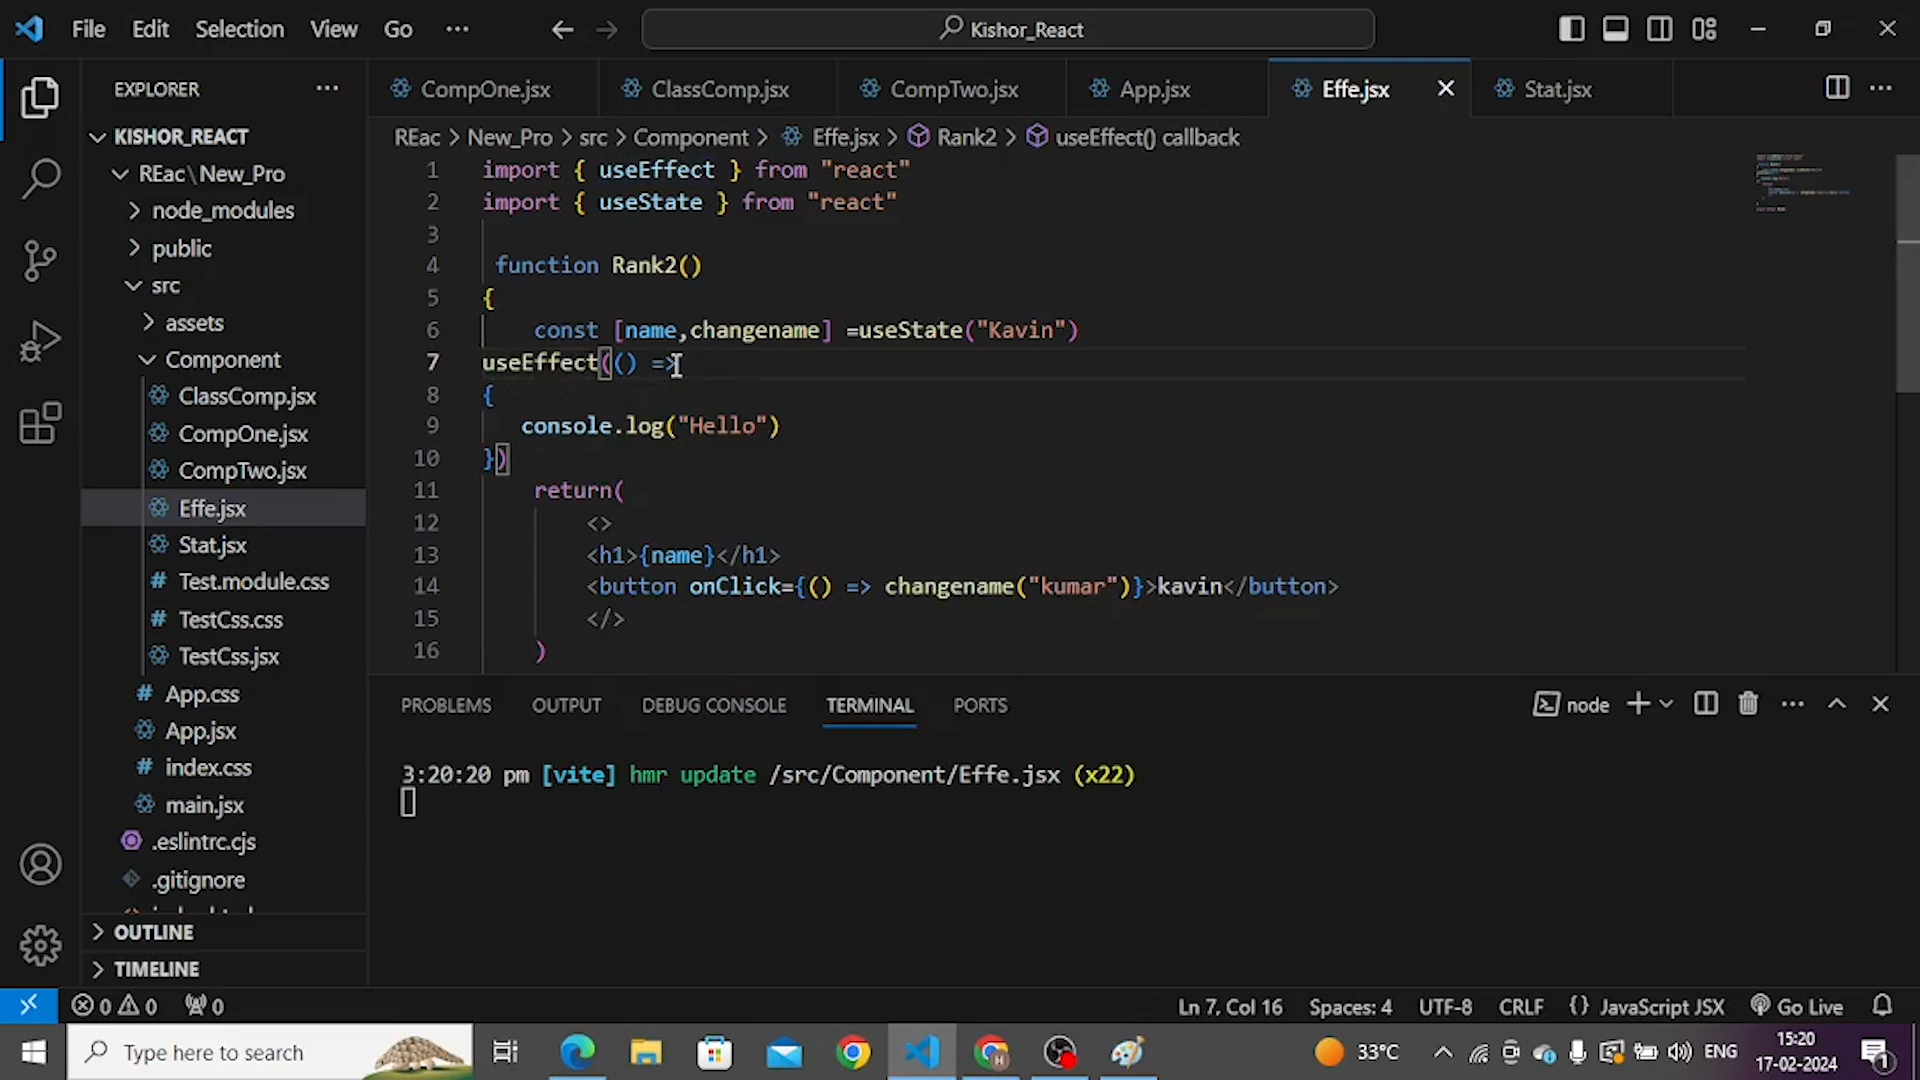 File Edit Selection View Go ··· Kishor_React
EXPLORER ···
CompOne.jsx ClassComp.jsx CompTwo.jsx App.jsx Effe.jsx Stat.jsx ···
KISHOR_REACT
REac > New_Pro > src > Component > Effe.jsx > Rank2 > useEffect() callback
REac\New_Pro
node_modules
public
src
assets
Component
ClassComp.jsx
CompOne.jsx
CompTwo.jsx
Effe.jsx
Stat.jsx
Test.module.css
TestCss.css
TestCss.jsx
App.css
App.jsx
index.css
main.jsx
.eslintrc.cjs
.gitignore
OUTLINE
TIMELINE
1 import { useEffect } from "react"
2 import { useState } from "react"
3
4 function Rank2()
5 {
6 const [name,changename] =useState("Kavin")
7 useEffect(() =>
8 {
9 console.log("Hello")
10 })
11 return(
12 <>
13 <h1>{name}</h1>
14 <button onClick={() => changename("kumar")}>kavin</button>
15 </>
16 )
PROBLEMS OUTPUT DEBUG CONSOLE TERMINAL PORTS node ···
3:20:20 pm [vite] hmr update /src/Component/Effe.jsx (x22)
0 0 0 Ln 7, Col 16 Spaces: 4 UTF-8 CRLF {} JavaScript JSX Go Live
Type here to search 33°C ENG 15:20
17-02-2024 1